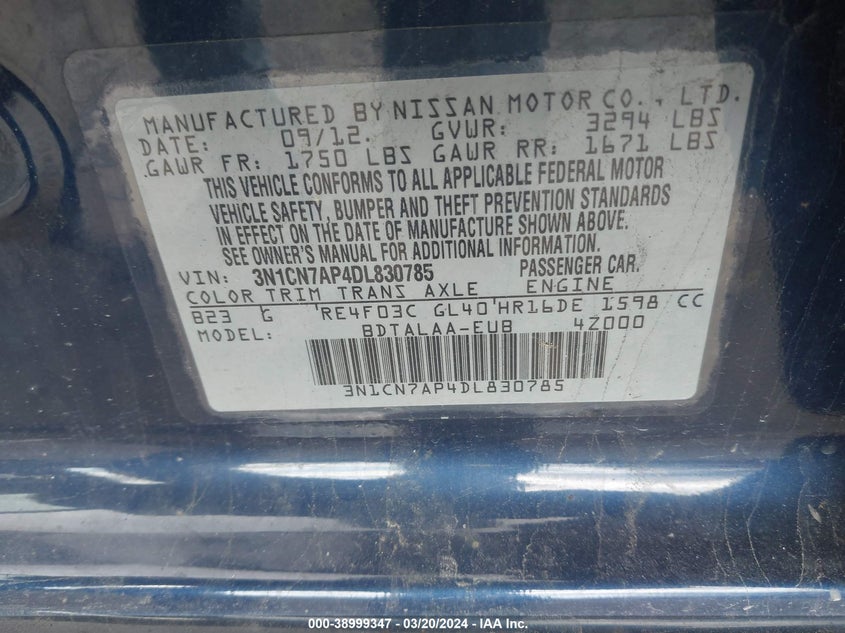 MANUFACTURED BY NISSAN MOTOR CO., LTD.
DATE: 09/12. GVWR: 3294 LBS
GAWR FR: 1750 LBS GAWR RR: 1671 LBS
THIS VEHICLE CONFORMS TO ALL APPLICABLE FEDERAL MOTOR
VEHICLE SAFETY, BUMPER AND THEFT PREVENTION STANDARDS
IN EFFECT ON THE DATE OF MANUFACTURE SHOWN ABOVE.
SEE OWNER'S MANUAL FOR ADDITIONAL INFORMATION.
VIN: 3N1CN7AP4DL830785 PASSENGER CAR.
COLOR TRIM TRANS AXLE ENGINE
B23 G 'RE4F03C GL40'HR16DE 1598 CC
MODEL: BDTALAA-EUB 4Z000
3N1CN7AP4DL830785
000-38999347 - 03/20/2024 - IAA Inc.